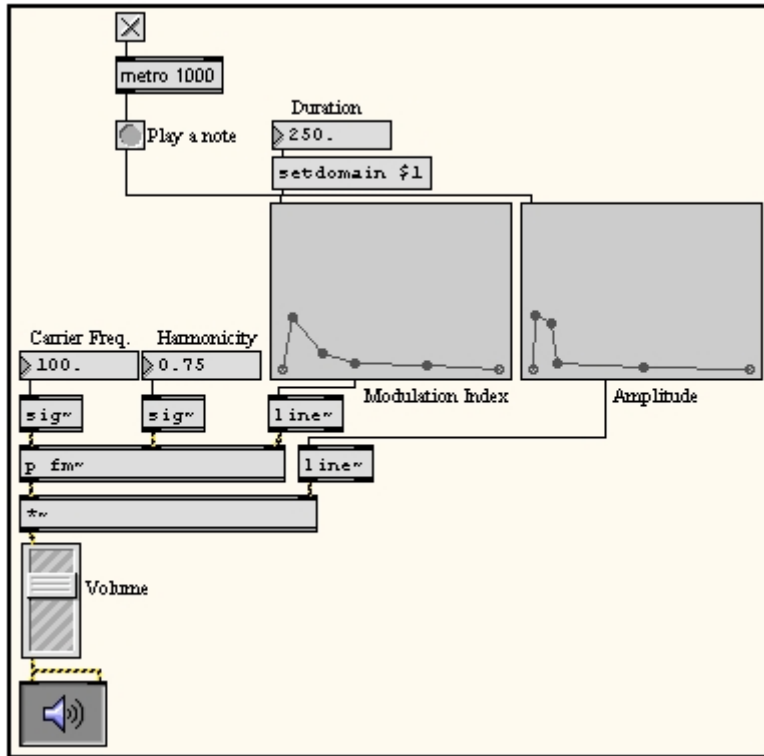 metro 1000
Duration
Play a note
250.
setdomain $1
Carrier Freq.
Harmonicity
100.
0.75
Modulation Index
Amplitude
sig~
sig~
line~
p fm~
line~
*~
Volume